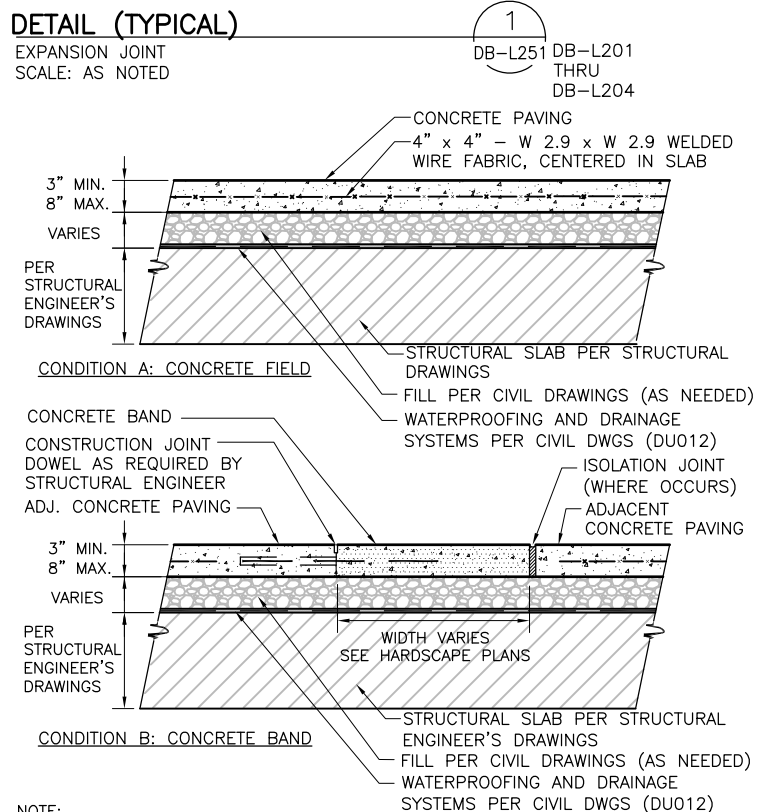 DETAIL (TYPICAL)
EXPANSION JOINT
SCALE: AS NOTED
1
DB-L251
DB-L201
THRU
DB-L204
CONCRETE PAVING
4" x 4" - W 2.9 x W 2.9 WELDED
WIRE FABRIC, CENTERED IN SLAB
3" MIN.
8" MAX.
VARIES
PER
STRUCTURAL
ENGINEER'S
DRAWINGS
STRUCTURAL SLAB PER STRUCTURAL
DRAWINGS
CONDITION A: CONCRETE FIELD
FILL PER CIVIL DRAWINGS (AS NEEDED)
WATERPROOFING AND DRAINAGE
SYSTEMS PER CIVIL DWGS (DU012)
CONCRETE BAND
CONSTRUCTION JOINT
DOWEL AS REQUIRED BY
STRUCTURAL ENGINEER
ADJ. CONCRETE PAVING
ISOLATION JOINT
(WHERE OCCURS)
ADJACENT
CONCRETE PAVING
3" MIN.
8" MAX.
VARIES
PER
STRUCTURAL
ENGINEER'S
DRAWINGS
WIDTH VARIES
SEE HARDSCAPE PLANS
STRUCTURAL SLAB PER STRUCTURAL
ENGINEER'S DRAWINGS
CONDITION B: CONCRETE BAND
FILL PER CIVIL DRAWINGS (AS NEEDED)
WATERPROOFING AND DRAINAGE
SYSTEMS PER CIVIL DWGS (DU012)
NOTE: